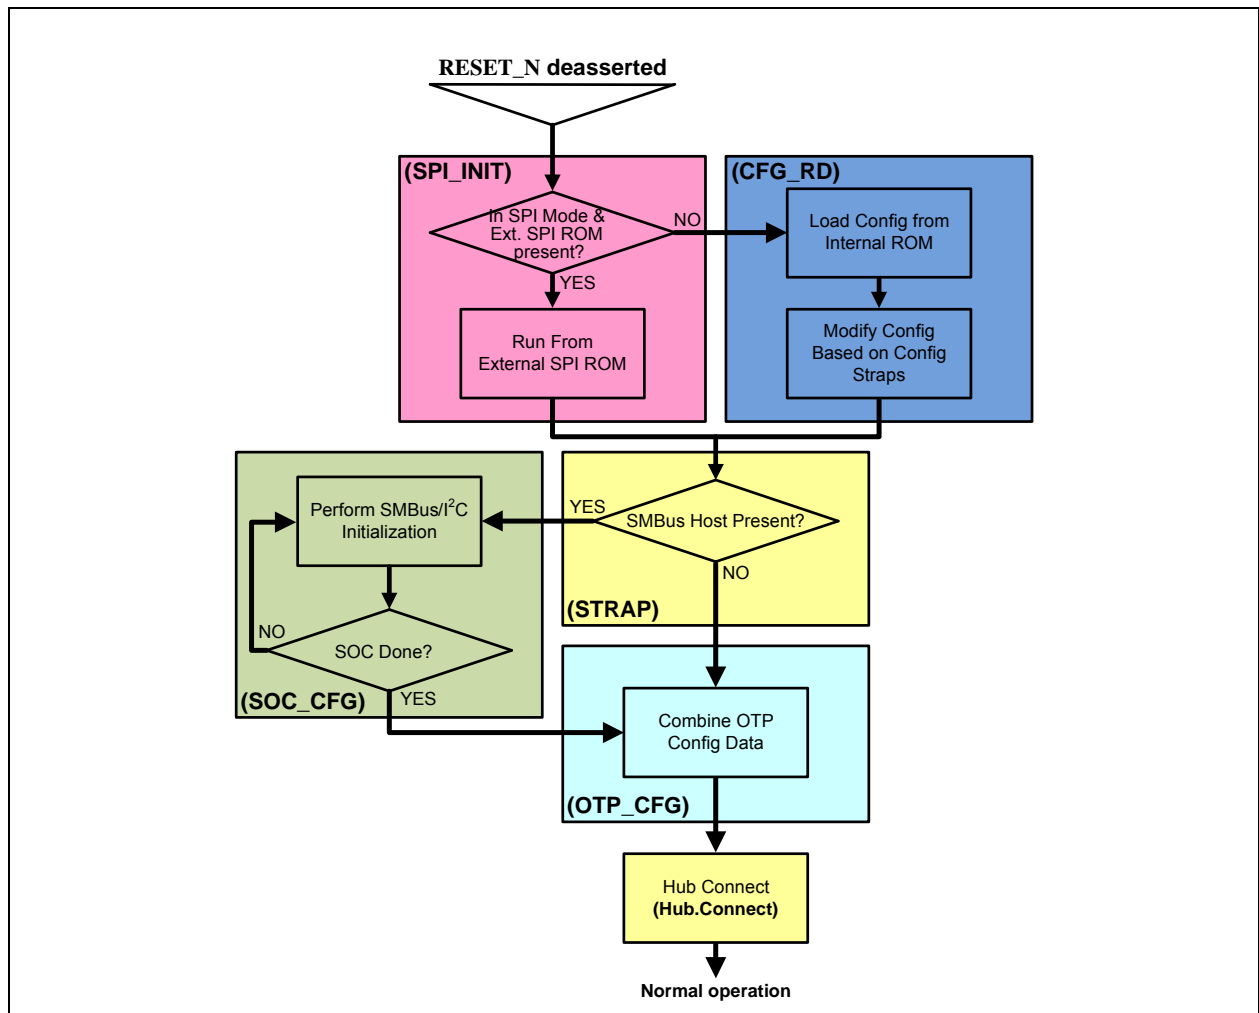 RESET_N deasserted
(SPI_INIT)
In SPI Mode &
Ext. SPI ROM
present?
NO
YES
Run From
External SPI ROM
(CFG_RD)
Load Config from
Internal ROM
Modify Config
Based on Config
Straps
SMBus Host Present?
YES
NO
(STRAP)
Perform SMBus/I²C
Initialization
SOC Done?
NO
YES
(SOC_CFG)
Combine OTP
Config Data
(OTP_CFG)
Hub Connect
(Hub.Connect)
Normal operation